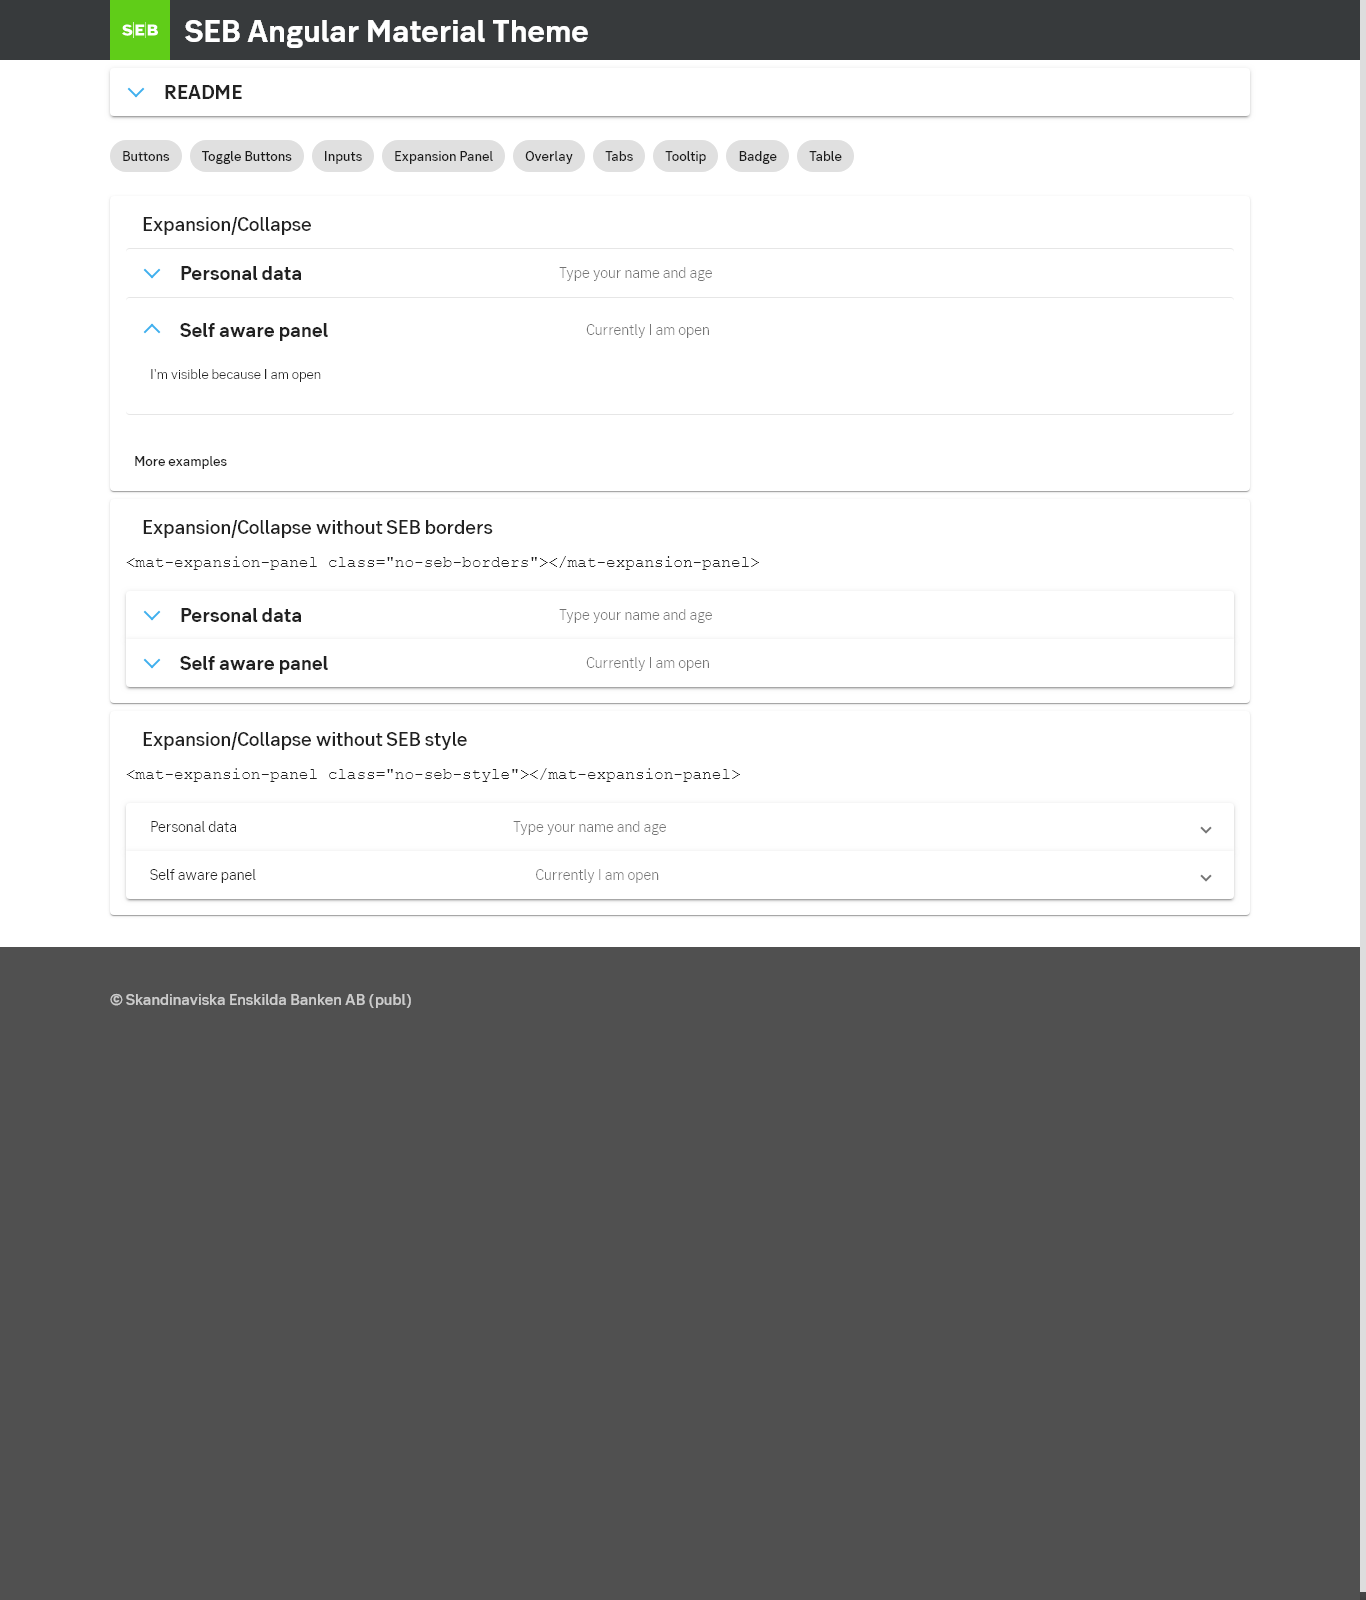 SEB SEB Angular Material Theme
README
Buttons Toggle Buttons Inputs Expansion Panel Overlay Tabs Tooltip Badge Table
Expansion/Collapse
Personal data Type your name and age
Self aware panel Currently I am open
I'm visible because I am open
More examples
Expansion/Collapse without SEB borders
<mat-expansion-panel class="no-seb-borders"></mat-expansion-panel>
Personal data Type your name and age
Self aware panel Currently I am open
Expansion/Collapse without SEB style
<mat-expansion-panel class="no-seb-style"></mat-expansion-panel>
Personal data Type your name and age
Self aware panel Currently I am open
© Skandinaviska Enskilda Banken AB (publ)